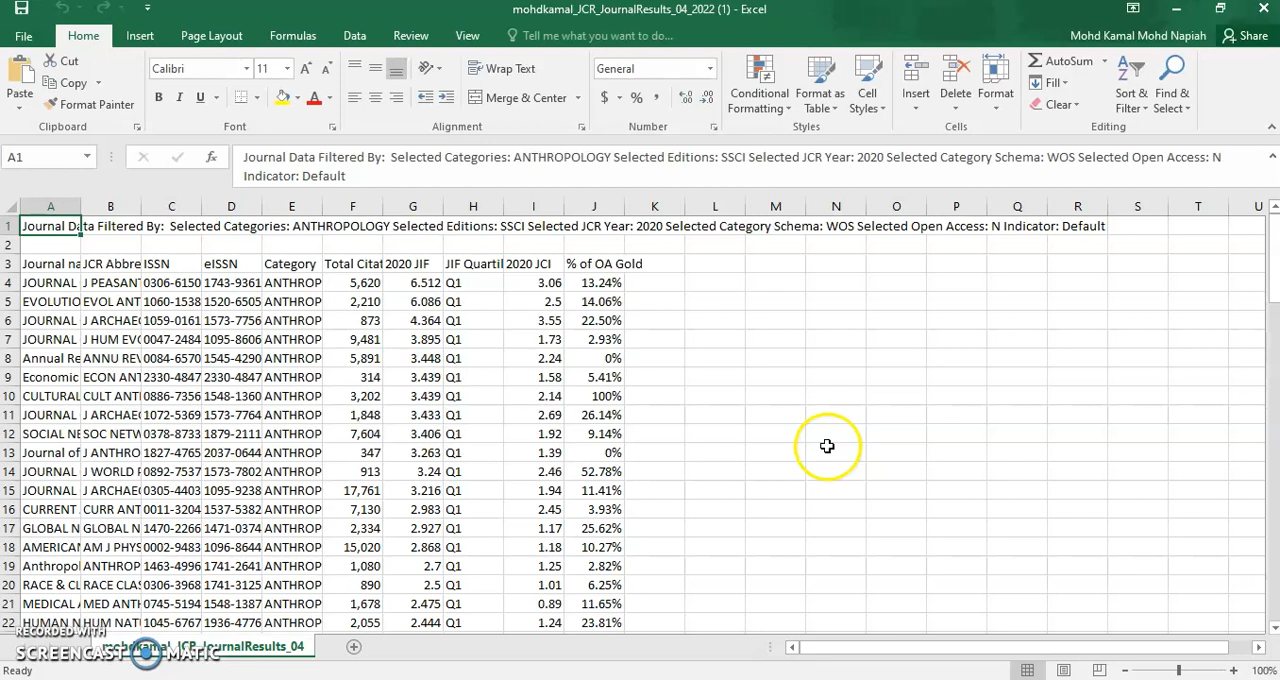 mohdkamal_JCR_JournalResults_04_2022 (1) - Excel
File Home Insert Page Layout Formulas Data Review View Tell me what you want to do... Mohd Kamal Mohd Napiah Share
Paste Cut Copy Format Painter Clipboard
Calibri 11 A A B I U A Font
Wrap Text Merge & Center Alignment
General $ % , Number
Conditional Formatting Format as Table Cell Styles Styles
Insert Delete Format Cells
AutoSum Fill Clear Sort & Filter Find & Select Editing
A1 fx Journal Data Filtered By: Selected Categories: ANTHROPOLOGY Selected Editions: SSCI Selected JCR Year: 2020 Selected Category Schema: WOS Selected Open Access: N
Indicator: Default
A B C D E F G H I J K L M N O P Q R S T U
1 Journal Data Filtered By: Selected Categories: ANTHROPOLOGY Selected Editions: SSCI Selected JCR Year: 2020 Selected Category Schema: WOS Selected Open Access: N Indicator: Default
2
3 Journal na JCR Abbre ISSN eISSN Category Total Citat 2020 JIF JIF Quartil 2020 JCI % of OA Gold
4 JOURNAL J PEASANT 0306-6150 1743-9361 ANTHROP 5,620 6.512 Q1 3.06 13.24%
5 EVOLUTIO EVOL ANT 1060-1538 1520-6505 ANTHROP 2,210 6.086 Q1 2.5 14.06%
6 JOURNAL J ARCHAEO 1059-0161 1573-7756 ANTHROP 873 4.364 Q1 3.55 22.50%
7 JOURNAL J HUM EVO 0047-2484 1095-8606 ANTHROP 9,481 3.895 Q1 1.73 2.93%
8 Annual Re ANNU REV 0084-6570 1545-4290 ANTHROP 5,891 3.448 Q1 2.24 0%
9 Economic ECON ANT 2330-4847 2330-4847 ANTHROP 314 3.439 Q1 1.58 5.41%
10 CULTURAL CULT ANT 0886-7356 1548-1360 ANTHROP 3,202 3.439 Q1 2.14 100%
11 JOURNAL J ARCHAEO 1072-5369 1573-7764 ANTHROP 1,848 3.433 Q1 2.69 26.14%
12 SOCIAL NE SOC NETW 0378-8733 1879-2111 ANTHROP 7,604 3.406 Q1 1.92 9.14%
13 Journal of J ANTHRO 1827-4765 2037-0644 ANTHROP 347 3.263 Q1 1.39 0%
14 JOURNAL J WORLD P 0892-7537 1573-7802 ANTHROP 913 3.24 Q1 2.46 52.78%
15 JOURNAL J ARCHAEO 0305-4403 1095-9238 ANTHROP 17,761 3.216 Q1 1.94 11.41%
16 CURRENT CURR ANT 0011-3204 1537-5382 ANTHROP 7,130 2.983 Q1 2.45 3.93%
17 GLOBAL N GLOBAL N 1470-2266 1471-0374 ANTHROP 2,334 2.927 Q1 1.17 25.62%
18 AMERICAN AM J PHYS 0002-9483 1096-8644 ANTHROP 15,020 2.868 Q1 1.18 10.27%
19 Anthropol ANTHROP 1463-4996 1741-2641 ANTHROP 1,080 2.7 Q1 1.25 2.82%
20 RACE & CL RACE CLAS 0306-3968 1741-3125 ANTHROP 890 2.5 Q1 1.01 6.25%
21 MEDICAL A MED ANTH 0745-5194 1548-1387 ANTHROP 1,678 2.475 Q1 0.89 11.65%
22 HUMAN N HUM NAT 1045-6767 1936-4776 ANTHROP 2,055 2.444 Q1 1.24 23.81%
RECORDED WITH
SCREENCAST MATIC
mohdkamal_JCR_JournalResults_04
Ready 100%